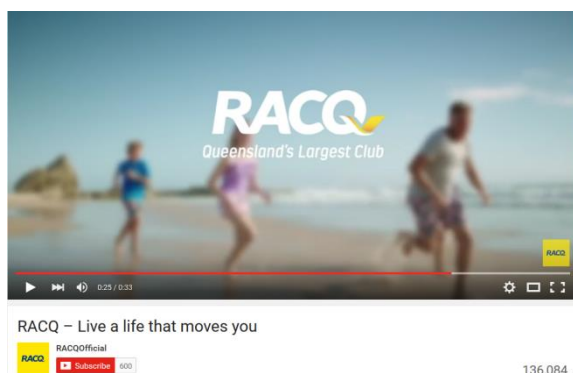 RACQ
Queensland's Largest Club
RACQ
0:25 / 0:33
RACQ – Live a life that moves you
RACQOfficial
RACQ
Subscribe 600
136,084